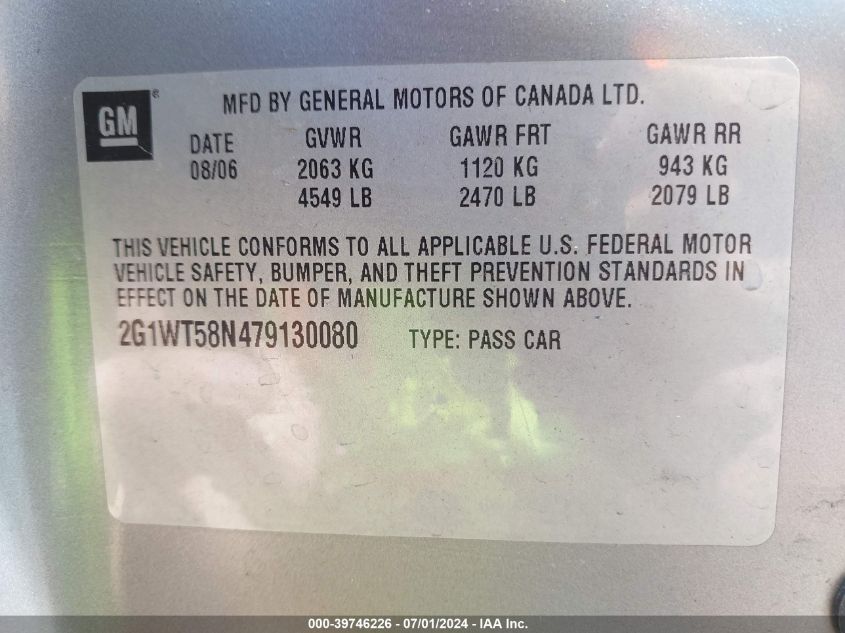 GM®
MFD BY GENERAL MOTORS OF CANADA LTD.
DATE GVWR GAWR FRT GAWR RR
08/06 2063 KG 1120 KG 943 KG
4549 LB 2470 LB 2079 LB
THIS VEHICLE CONFORMS TO ALL APPLICABLE U.S. FEDERAL MOTOR
VEHICLE SAFETY, BUMPER, AND THEFT PREVENTION STANDARDS IN
EFFECT ON THE DATE OF MANUFACTURE SHOWN ABOVE.
2G1WT58N479130080 TYPE: PASS CAR
000-39746226 - 07/01/2024 - IAA Inc.